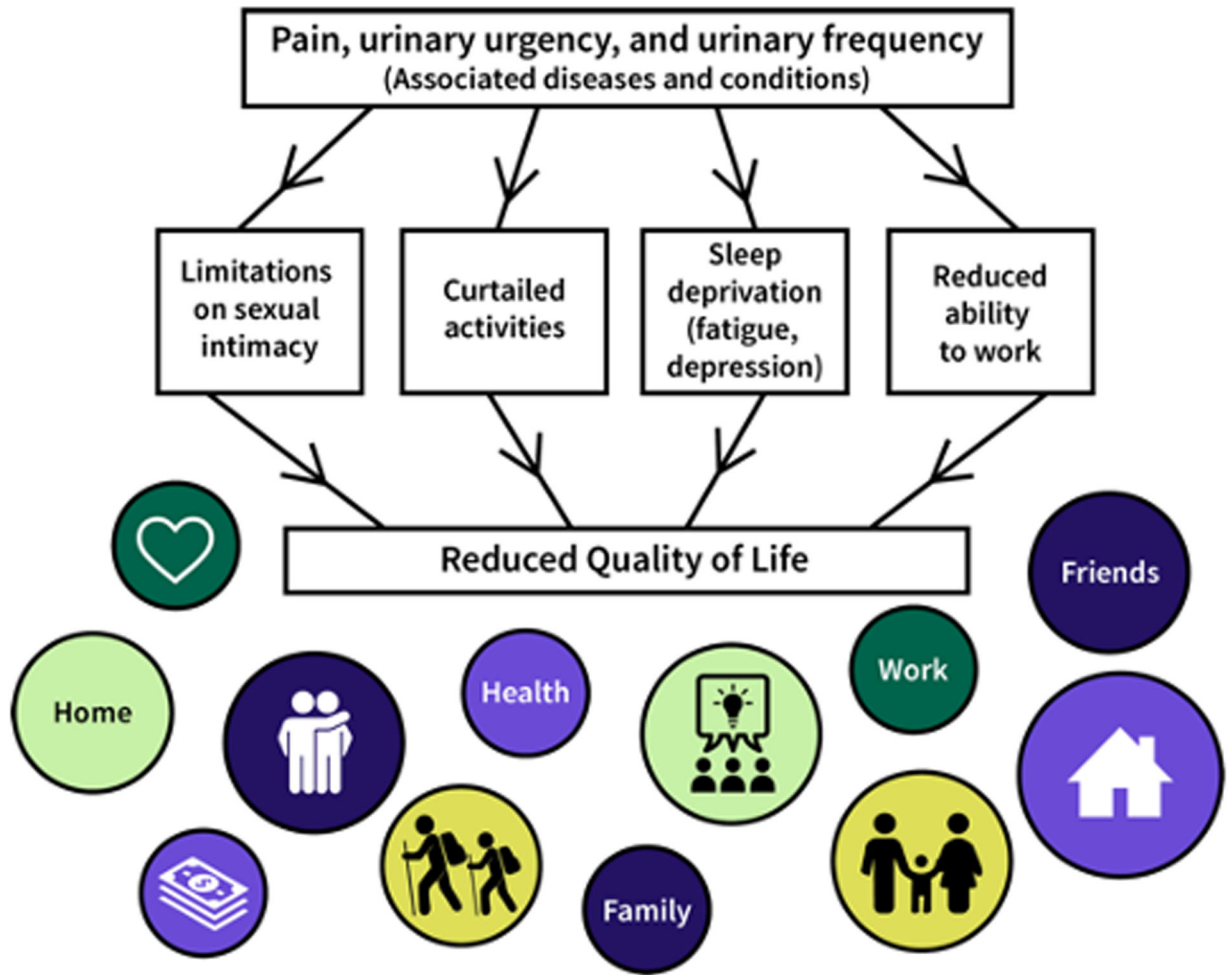 Pain, urinary urgency, and urinary frequency
(Associated diseases and conditions)
Limitations
on sexual
intimacy
Curtailed
activities
Sleep
deprivation
(fatigue,
depression)
Reduced
ability
to work
Reduced Quality of Life
Friends
Home
Health
Work
Family
$